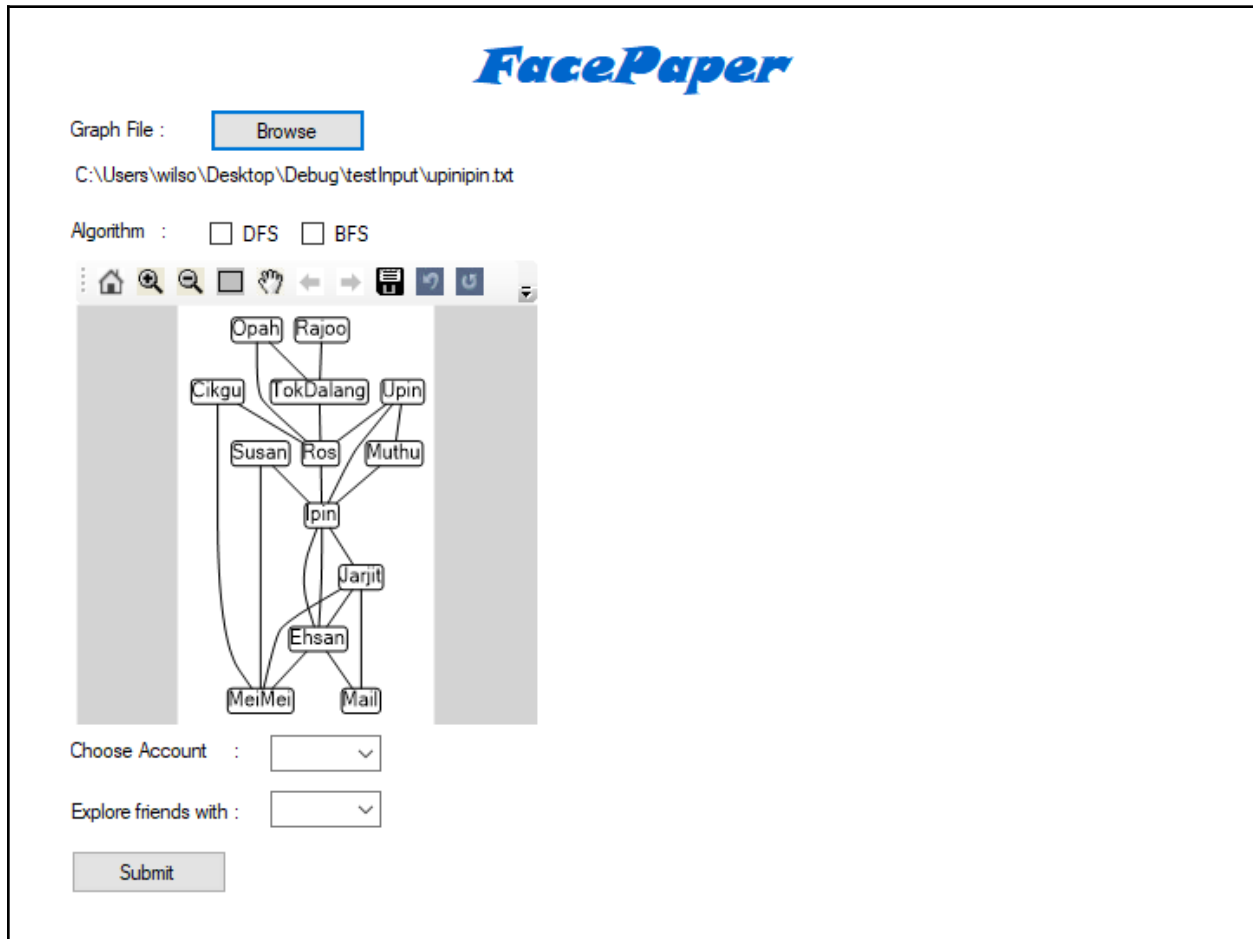 FacePaper
Graph File : Browse
C:\Users\wilso\Desktop\Debug\testInput\upinipin.txt
Algorithm : DFS BFS
Opah Rajoo
Cikgu TokDalang Upin
Susan Ros Muthu
Ipin
Jarjit
Ehsan
MeiMei Mail
Choose Account :
Explore friends with :
Submit